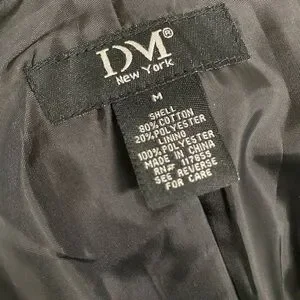 DM®
New York
M
SHELL
80% COTTON
20% POLYESTER
LINING
100% POLYESTER
MADE IN CHINA
RN# 117655
SEE REVERSE
FOR CARE